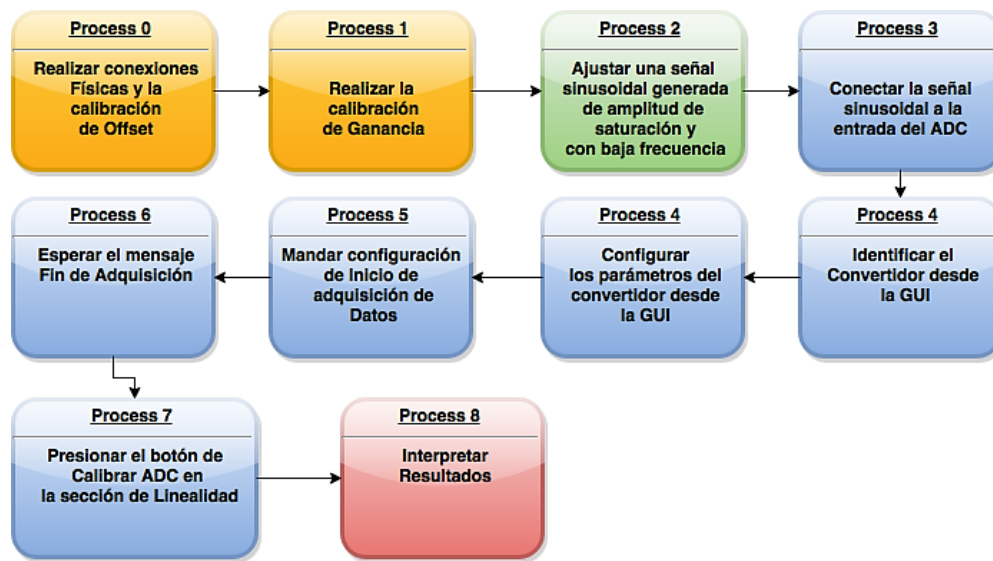 Process 0
Realizar conexiones
Físicas y la
calibración
de Offset
Process 1
Realizar la
calibración
de Ganancia
Process 2
Ajustar una señal
sinusoidal generada
de amplitud de
saturación y
con baja frecuencia
Process 3
Conectar la señal
sinusoidal a la
entrada del ADC
Process 4
Identificar el
Convertidor desde
la GUI
Process 4
Configurar
los parámetros del
convertidor desde
la GUI
Process 5
Mandar configuración
de Inicio de
adquisición de
Datos
Process 6
Esperar el mensaje
Fin de Adquisición
Process 7
Presionar el botón de
Calibrar ADC en
la sección de Linealidad
Process 8
Interpretar
Resultados